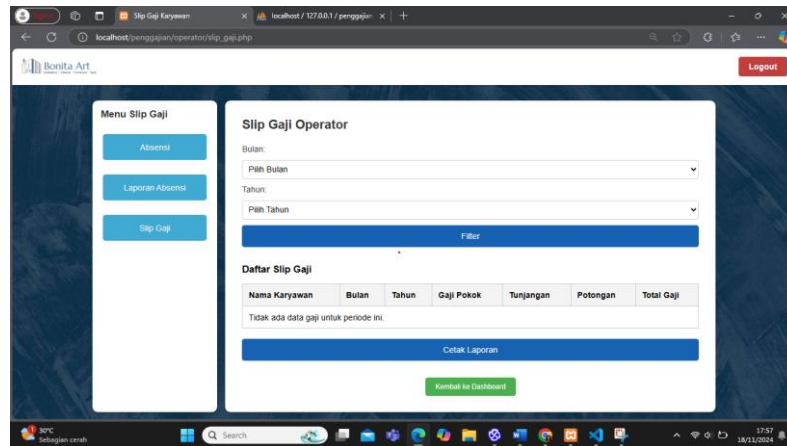 Slip Gaji Karyawan
localhost / 127.0.0.1 / penggajian
localhost/penggajian/operator/slip_gaji.php
Bonita Art
Logout
Menu Slip Gaji
Absensi
Laporan Absensi
Slip Gaji
Slip Gaji Operator
Bulan:
Pilih Bulan
Tahun:
Pilih Tahun
Filter
Daftar Slip Gaji
Nama Karyawan Bulan Tahun Gaji Pokok Tunjangan Potongan Total Gaji
Tidak ada data gaji untuk periode ini.
Cetak Laporan
Kembali ke Dashboard
30°C
Sebagian cerah
Search
17:57
18/11/2024